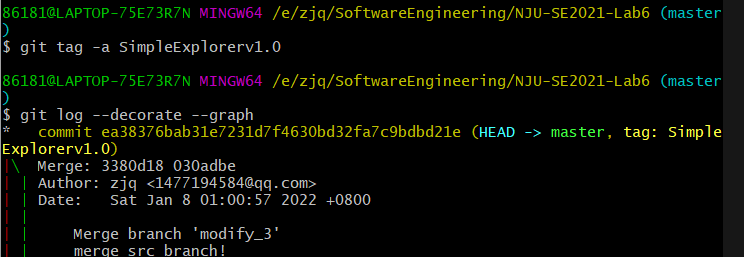 86181@LAPTOP-75E73R7N MINGW64 /e/zjq/SoftwareEngineering/NJU-SE2021-Lab6 (master
)
$ git tag -a SimpleExplorerv1.0
86181@LAPTOP-75E73R7N MINGW64 /e/zjq/SoftwareEngineering/NJU-SE2021-Lab6 (master
)
$ git log --decorate --graph
*   commit ea38376bab31e7231d7f4630bd32fa7c9bdbd21e (HEAD -> master, tag: Simple
Explorerv1.0)
|\  Merge: 3380d18 030adbe
| | Author: zjq <1477194584@qq.com>
| | Date:   Sat Jan 8 01:00:57 2022 +0800
| |
| |     Merge branch 'modify_3'
| |     merge src branch!